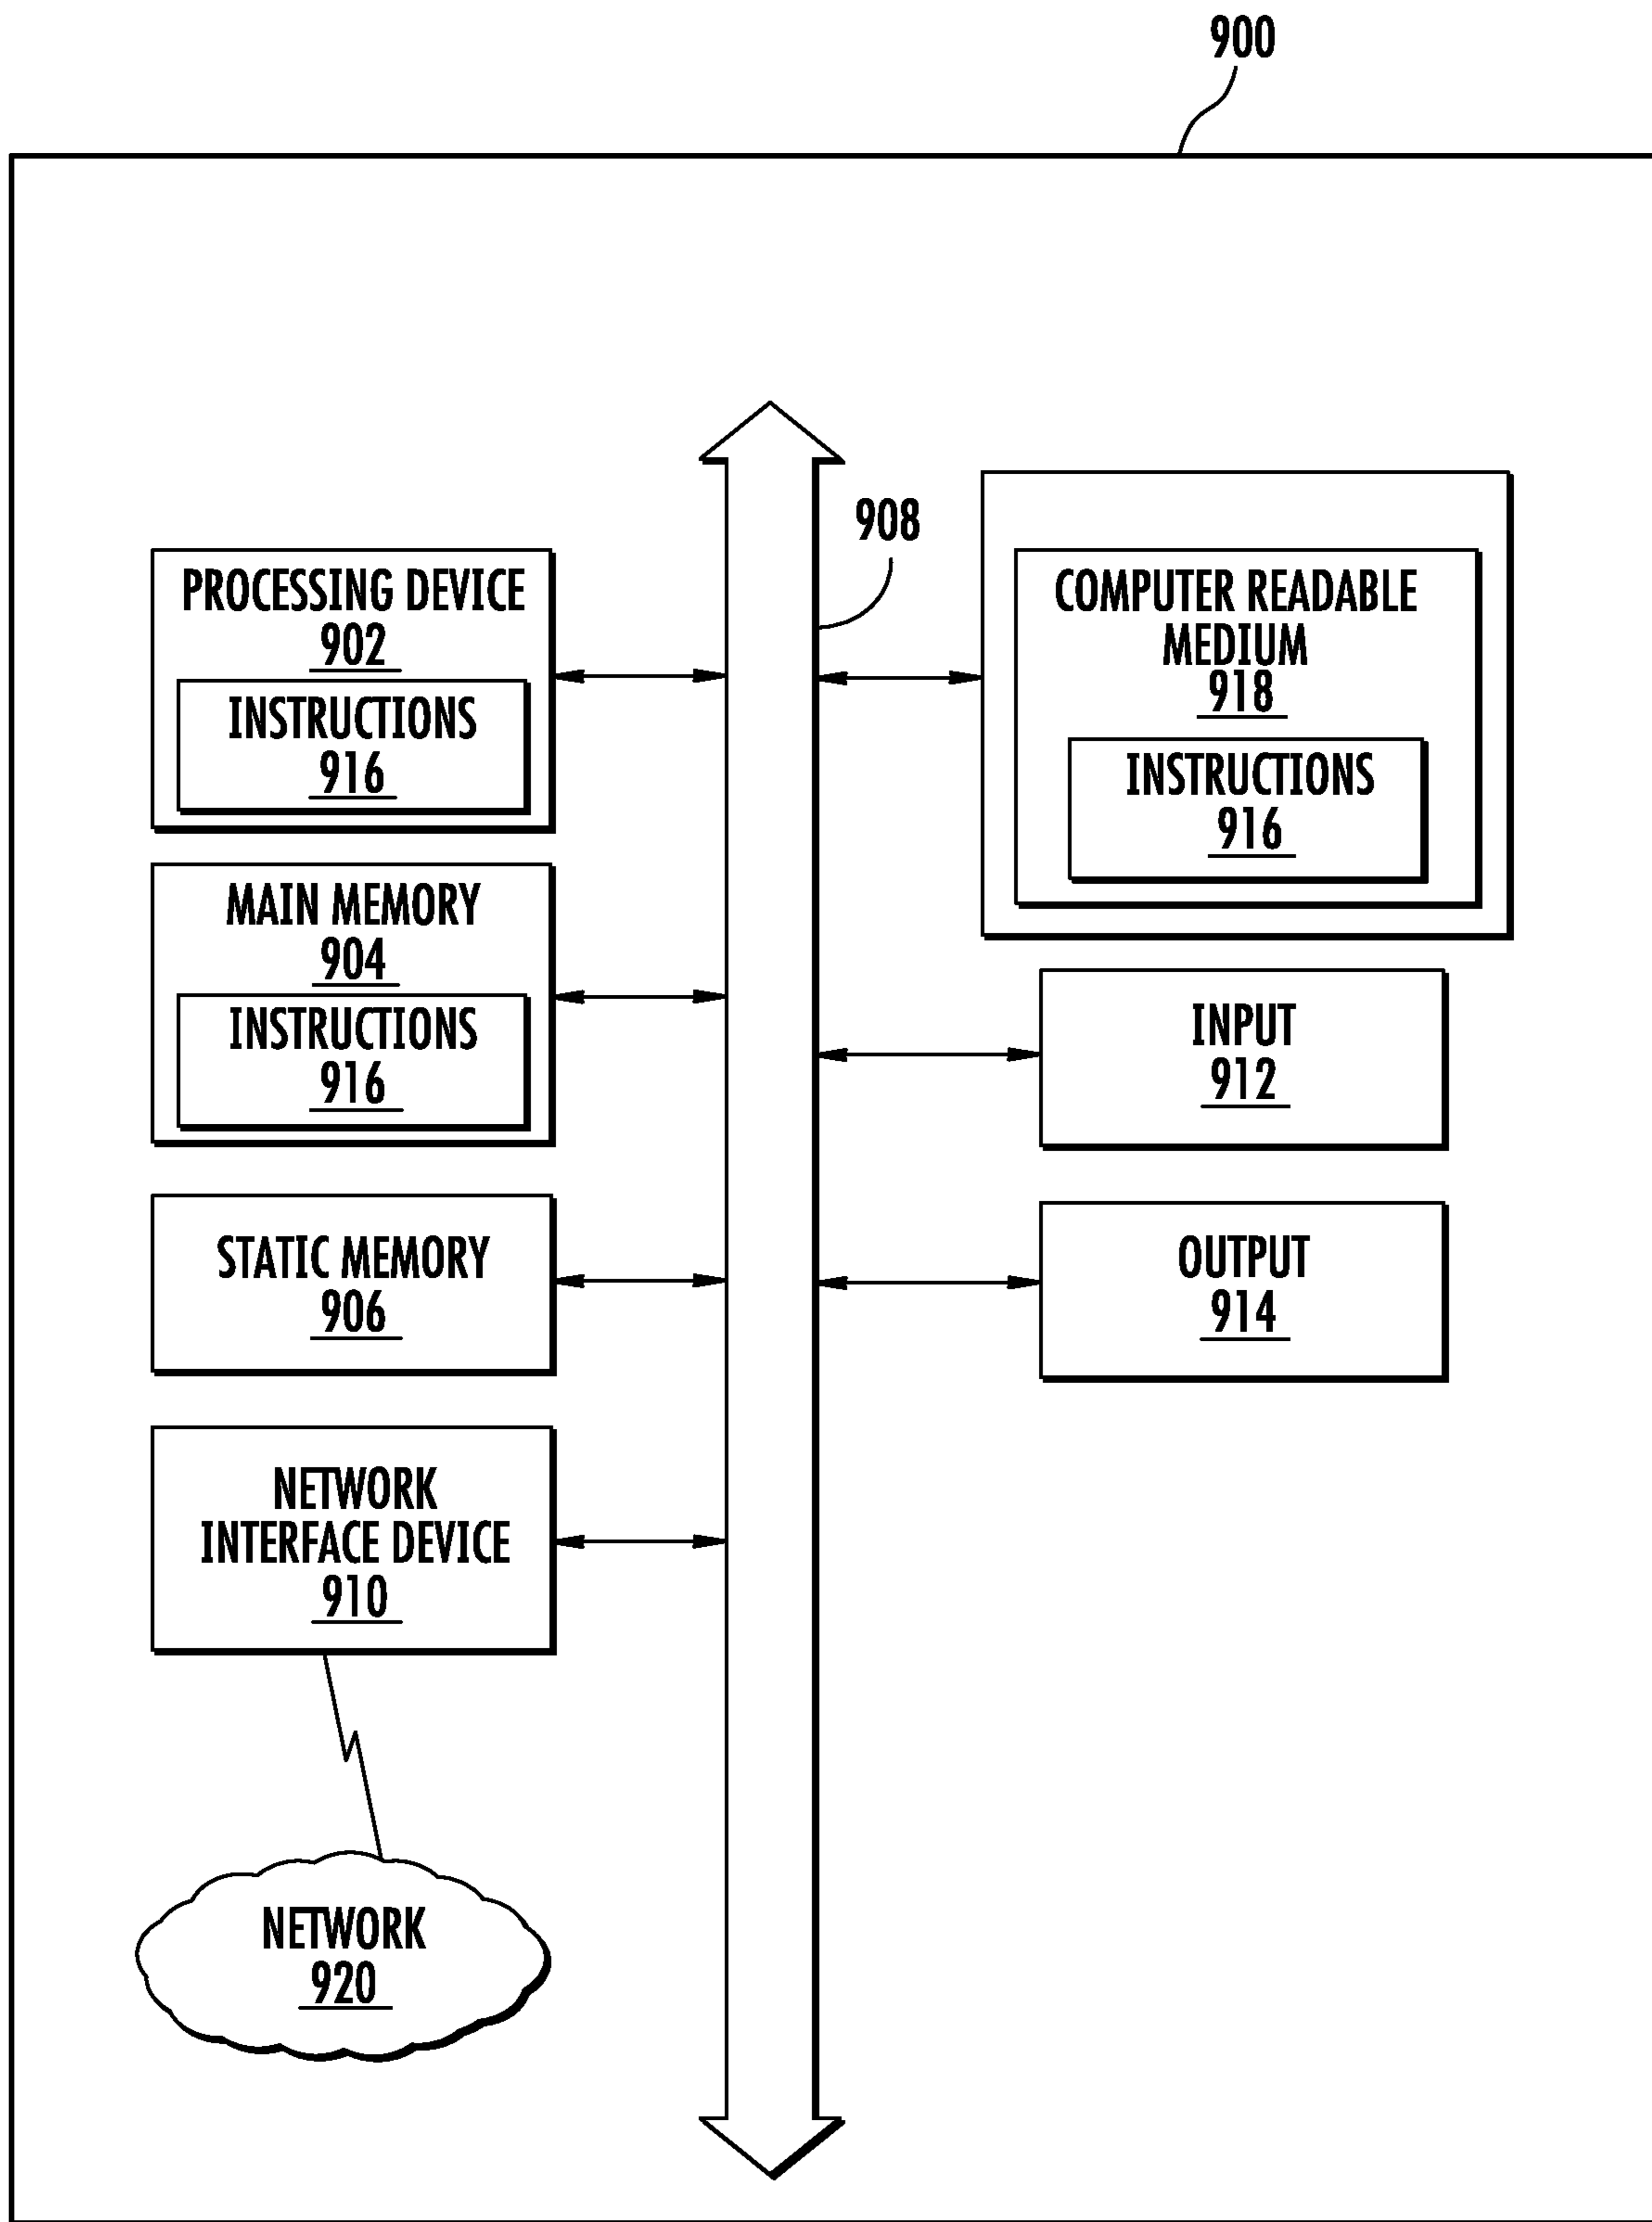 900
908
PROCESSING DEVICE
902
INSTRUCTIONS
916
MAIN MEMORY
904
INSTRUCTIONS
916
STATIC MEMORY
906
NETWORK
INTERFACE DEVICE
910
NETWORK
920
COMPUTER READABLE
MEDIUM
918
INSTRUCTIONS
916
INPUT
912
OUTPUT
914